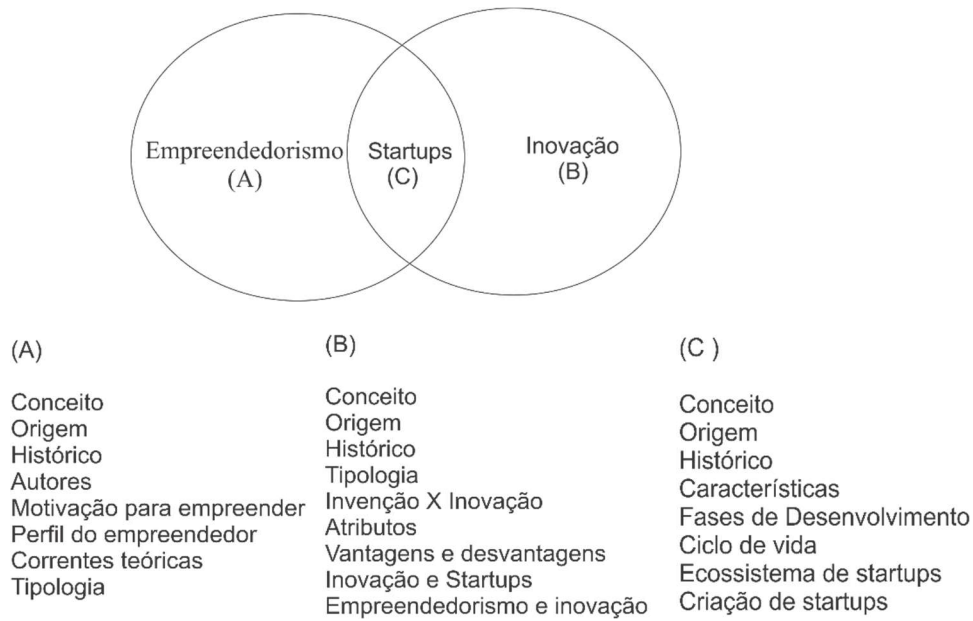 Empreendedorismo
(A)
Startups
(C)
Inovação
(B)
(A)
Conceito
Origem
Histórico
Autores
Motivação para empreender
Perfil do empreendedor
Correntes teóricas
Tipologia
(B)
Conceito
Origem
Histórico
Tipologia
Invenção X Inovação
Atributos
Vantagens e desvantagens
Inovação e Startups
Empreendedorismo e inovação
(C )
Conceito
Origem
Histórico
Características
Fases de Desenvolvimento
Ciclo de vida
Ecossistema de startups
Criação de startups